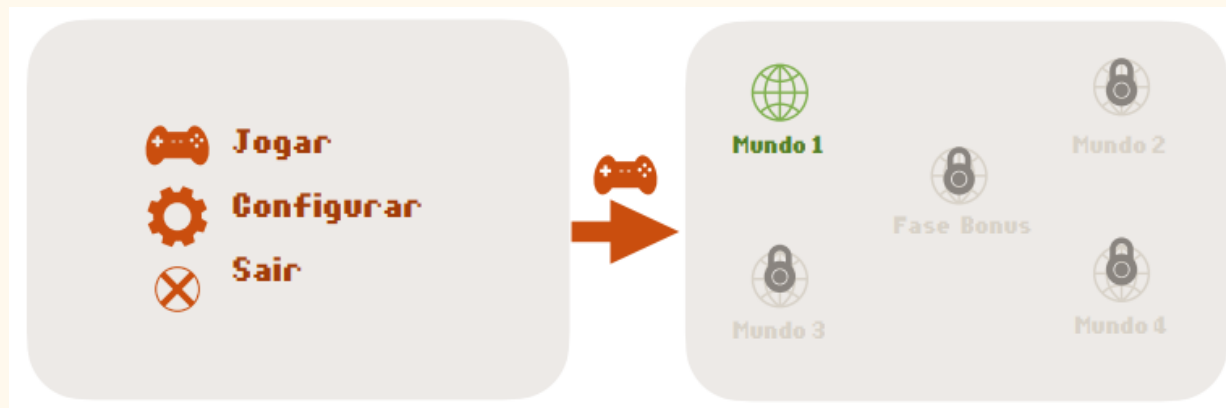 Jogar
Configurar
Sair
Mundo 1
Mundo 2
Fase Bonus
Mundo 3
Mundo 4